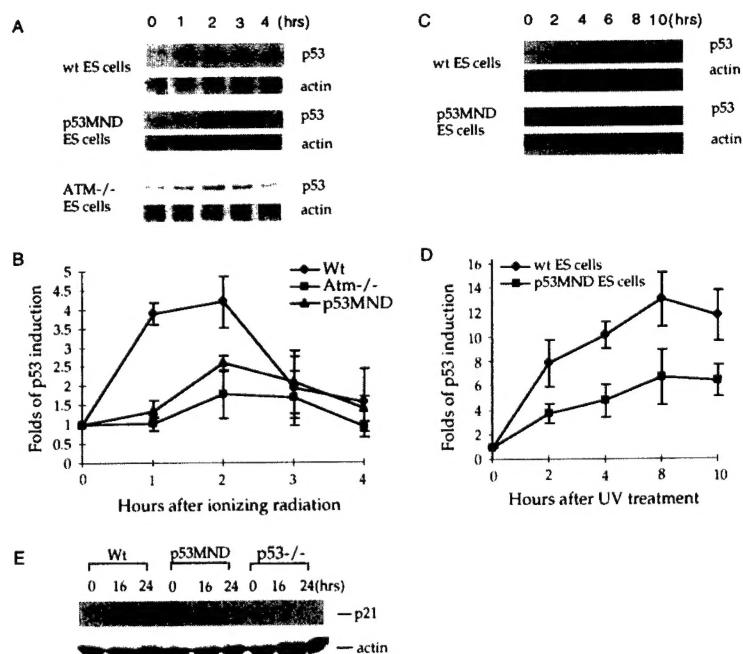 A
0 1 2 3 4 (hrs)
wt ES cells
p53
actin
p53MND
ES cells
p53
actin
ATM-/-
ES cells
p53
actin
C
0 2 4 6 8 10(hrs)
wt ES cells
p53
actin
p53MND
ES cells
p53
actin
B
Folds of p53 induction
5
4.5
4
3.5
3
2.5
2
1.5
1
0.5
0
Wt
Atm-/-
p53MND
0 1 2 3 4
Hours after ionizing radiation
D
Folds of p53 induction
16
14
12
10
8
6
4
2
0
wt ES cells
p53MND ES cells
0 2 4 8 10
Hours after UV treatment
E
Wt p53MND p53-/-
0 16 24 0 16 24 0 16 24(hrs)
p21
actin